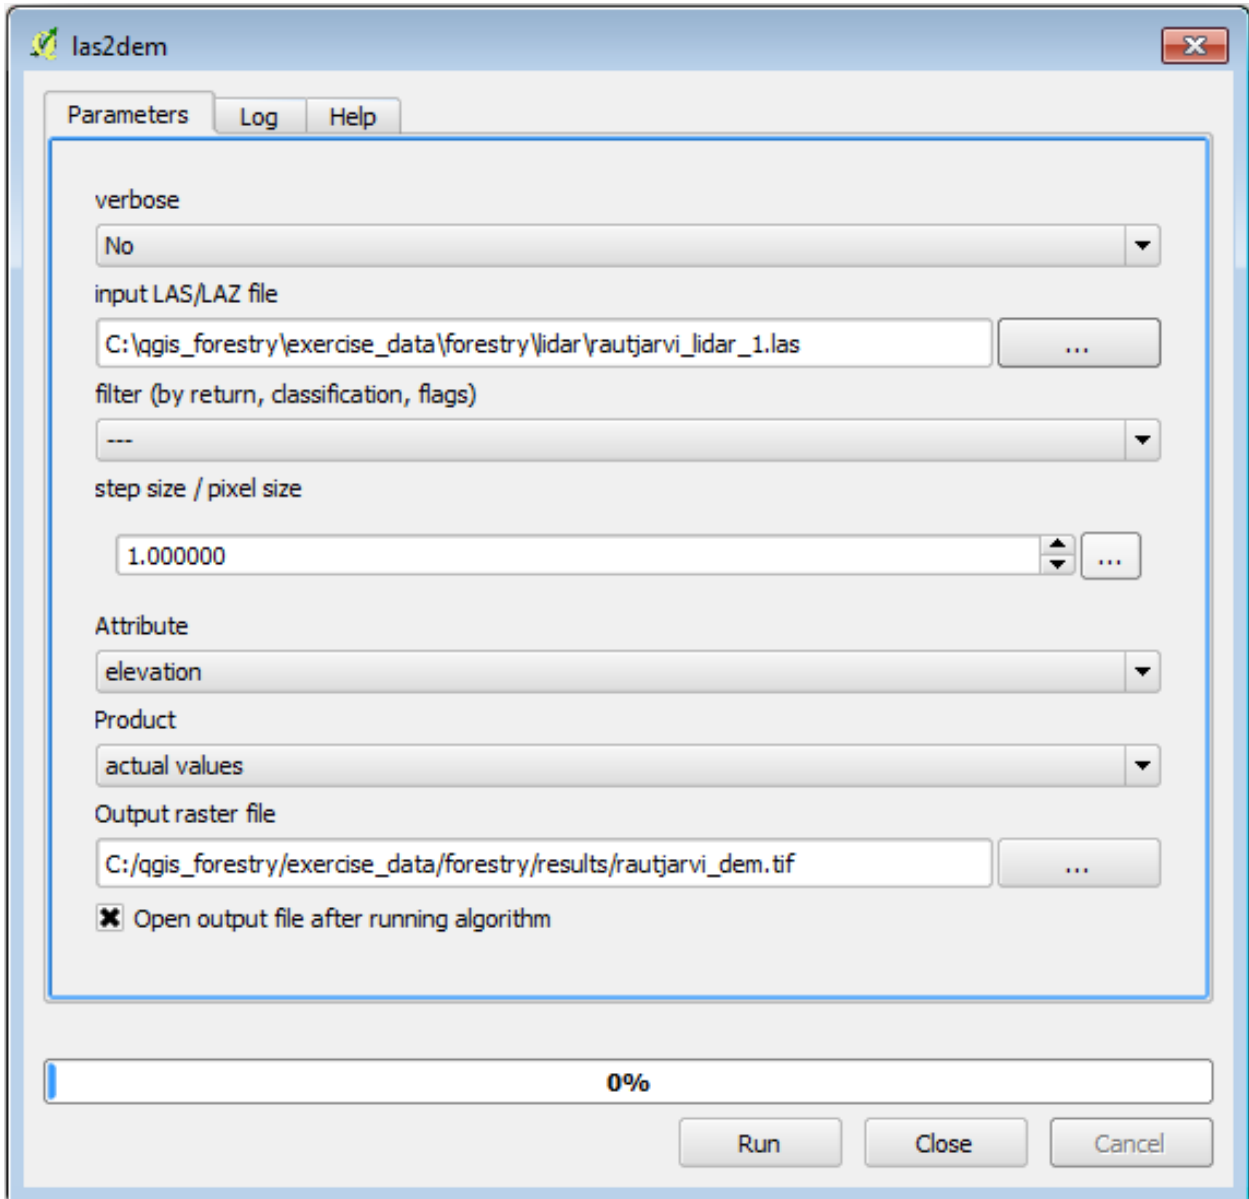 las2dem
Parameters Log Help
verbose
No
input LAS/LAZ file
C:\qgis_forestry\exercise_data\forestry\lidar\rautjarvi_lidar_1.las ...
filter (by return, classification, flags)
---
step size / pixel size
1.000000 ...
Attribute
elevation
Product
actual values
Output raster file
C:/qgis_forestry/exercise_data/forestry/results/rautjarvi_dem.tif ...
Open output file after running algorithm
0%
Run Close Cancel